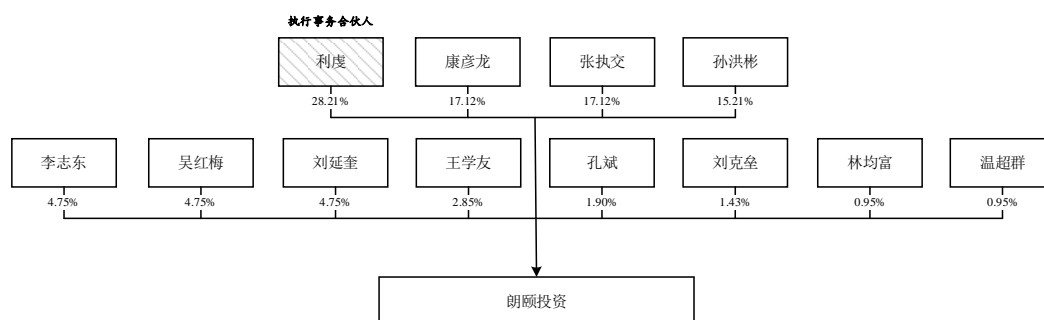 执行事务合伙人
利虔 康彦龙 张执交 孙洪彬
28.21% 17.12% 17.12% 15.21%
李志东 吴红梅 刘延奎 王学友 孔斌 刘克垒 林均富 温超群
4.75% 4.75% 4.75% 2.85% 1.90% 1.43% 0.95% 0.95%
朗颐投资